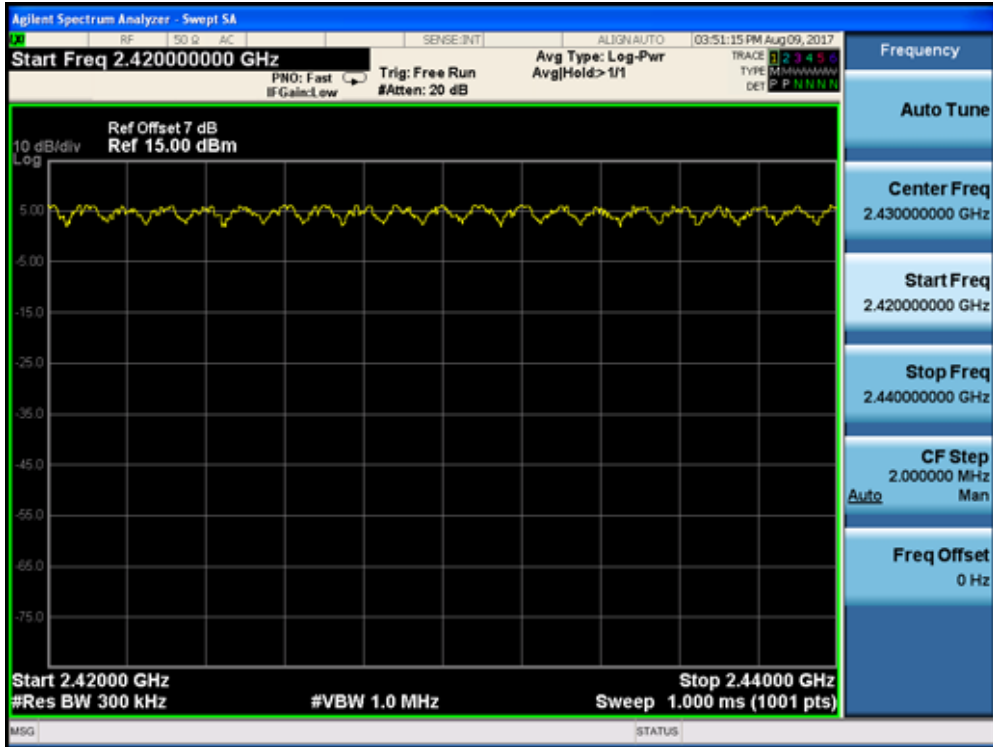 Agilent Spectrum Analyzer - Swept SA
LXI RF 50 Ω AC SENSE:INT ALIGN AUTO 03:51:15 PM Aug 09, 2017
Start Freq 2.420000000 GHz
PNO: Fast
IFGain:Low
Trig: Free Run
#Atten: 20 dB
Avg Type: Log-Pwr
Avg|Hold:>1/1
TRACE 1 2 3 4 5 6
TYPE MMWWWW
DET P P N N N N
Ref Offset 7 dB
10 dB/div Ref 15.00 dBm
Log
5.00
-5.00
-15.0
-25.0
-35.0
-45.0
-55.0
-65.0
-75.0
Start 2.42000 GHz Stop 2.44000 GHz
#Res BW 300 kHz #VBW 1.0 MHz Sweep 1.000 ms (1001 pts)
MSG STATUS
Frequency
Auto Tune
Center Freq
2.430000000 GHz
Start Freq
2.420000000 GHz
Stop Freq
2.440000000 GHz
CF Step
2.000000 MHz
Auto Man
Freq Offset
0 Hz